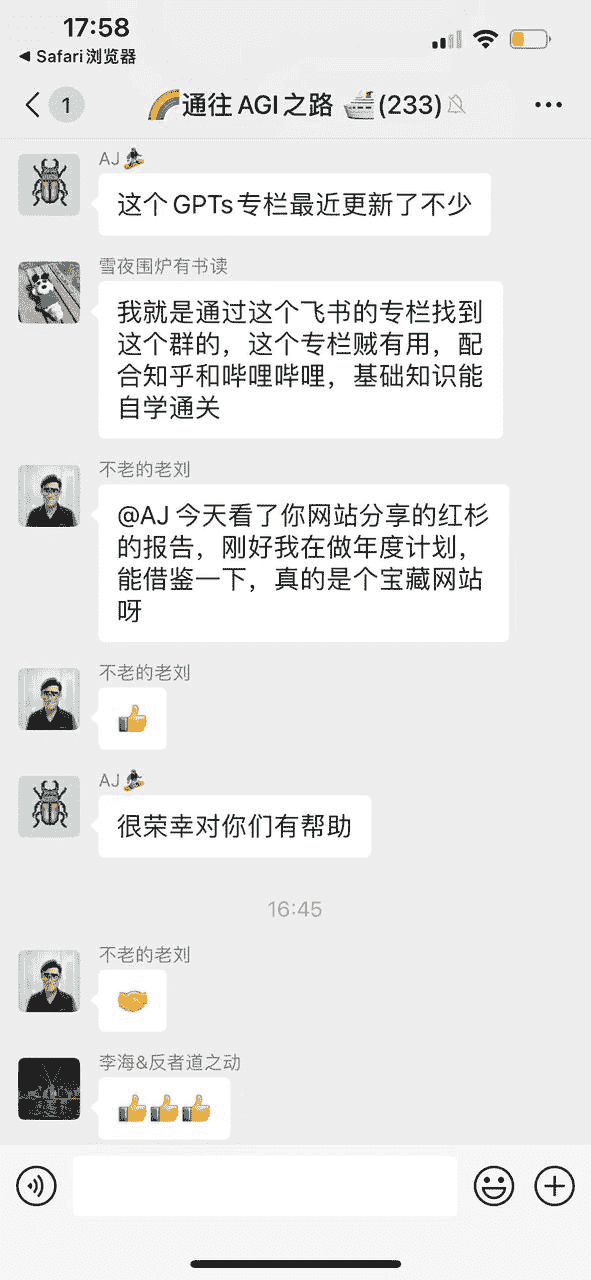 17:58
◀ Safari浏览器
1
🌈通往AGI之路 🛳️(233)
AJ🏂
这个GPTs专栏最近更新了不少
雪夜围炉有书读
我就是通过这个飞书的专栏找到
这个群的，这个专栏贼有用，配
合知乎和哔哩哔哩，基础知识能
自学通关
不老的老刘
@AJ 今天看了你网站分享的红杉
的报告，刚好我在做年度计划，
能借鉴一下，真的是个宝藏网站
呀
不老的老刘
👍
AJ🏂
很荣幸对你们有帮助
16:45
不老的老刘
🤝
李海&反者道之动
👍👍👍